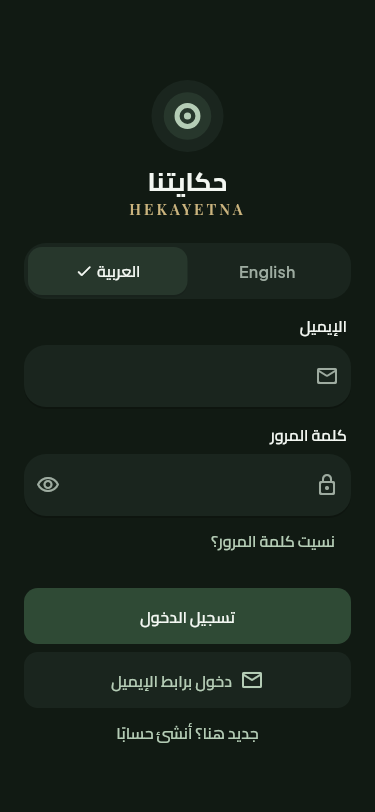 حكايتنا
HEKAYETNA
العربية
English
الإيميل
كلمة المرور
نسيت كلمة المرور؟
تسجيل الدخول
دخول برابط الإيميل
جديد هنا؟ أنشئ حسابًا